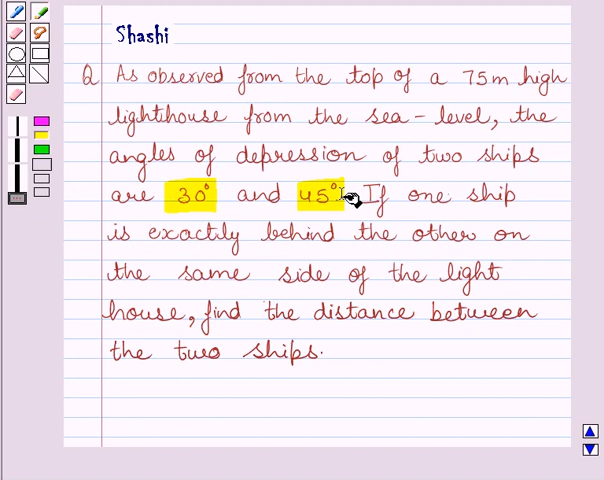 Shashi
Q As observed from the top of a 75m high
lighthouse from the sea-level, the
angles of depression of two ships
are 30° and 45°. If one ship
is exactly behind the other on
the same side of the light
house, find the distance between
the two ships.